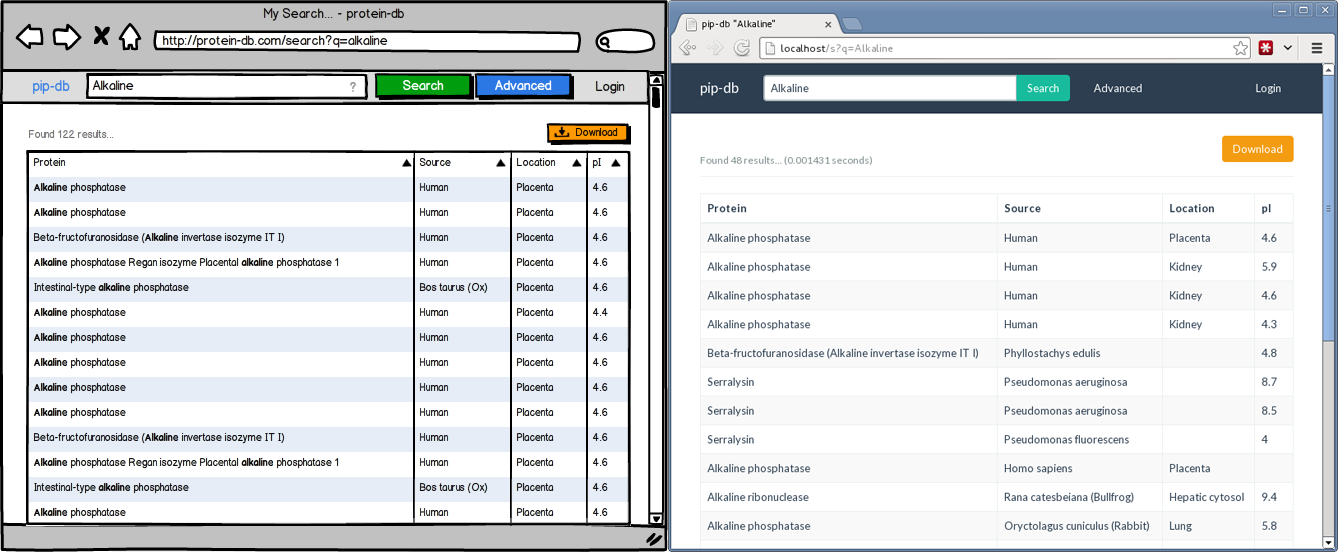 My Search... - protein-db
http://protein-db.com/search?q=alkaline
pip-db Alkaline ? Search Advanced Login
Found 122 results...
Download
Protein Source Location pI
Alkaline phosphatase Human Placenta 4.6
Alkaline phosphatase Human Placenta 4.6
Beta-fructofuranosidase (Alkaline invertase isozyme IT I) Human Placenta 4.6
Alkaline phosphatase Regan isozyme Placental alkaline phosphatase 1 Human Placenta 4.6
Intestinal-type alkaline phosphatase Bos taurus (Ox) Placenta 4.6
Alkaline phosphatase Human Placenta 4.4
Alkaline phosphatase Human Placenta 4.6
Alkaline phosphatase Human Placenta 4.6
Alkaline phosphatase Human Placenta 4.6
Alkaline phosphatase Human Placenta 4.6
Beta-fructofuranosidase (Alkaline invertase isozyme IT I) Human Placenta 4.6
Alkaline phosphatase Regan isozyme Placental alkaline phosphatase 1 Human Placenta 4.6
Intestinal-type alkaline phosphatase Bos taurus (Ox) Placenta 4.6
Alkaline phosphatase Human Placenta 4.6
pip-db "Alkaline"
localhost/s?q=Alkaline
pip-db Alkaline Search Advanced Login
Download
Found 48 results... (0.001431 seconds)
Protein Source Location pI
Alkaline phosphatase Human Placenta 4.6
Alkaline phosphatase Human Kidney 5.9
Alkaline phosphatase Human Kidney 4.6
Alkaline phosphatase Human Kidney 4.3
Beta-fructofuranosidase (Alkaline invertase isozyme IT I) Phyllostachys edulis 4.8
Serralysin Pseudomonas aeruginosa 8.7
Serralysin Pseudomonas aeruginosa 8.5
Serralysin Pseudomonas fluorescens 4
Alkaline phosphatase Homo sapiens Placenta
Alkaline ribonuclease Rana catesbeiana (Bullfrog) Hepatic cytosol 9.4
Alkaline phosphatase Oryctolagus cuniculus (Rabbit) Lung 5.8